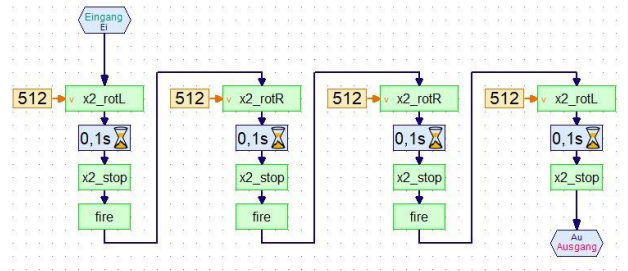 Eingang
Ei
512 v x2_rotL
0,1s
x2_stop
fire
512 v x2_rotR
0,1s
x2_stop
fire
512 v x2_rotR
0,1s
x2_stop
fire
512 v x2_rotL
0,1s
x2_stop
Au
Ausgang